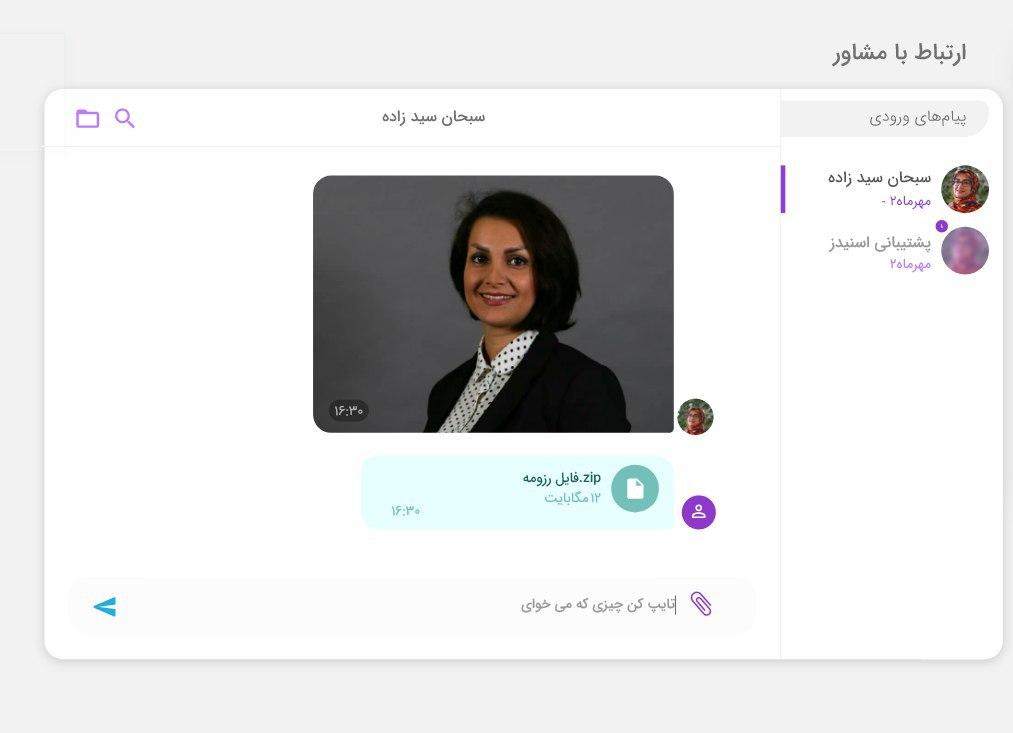 ارتباط با مشاور
پیام‌های ورودی
سبحان سید زاده
مهرماه۲ -
۱
پشتیبانی اسنیدز
مهرماه۲
سبحان سید زاده
۱۶:۳۰
فایل رزومه.zip
۱۲ مگابایت
۱۶:۳۰
تایپ کن چیزی که می خوای